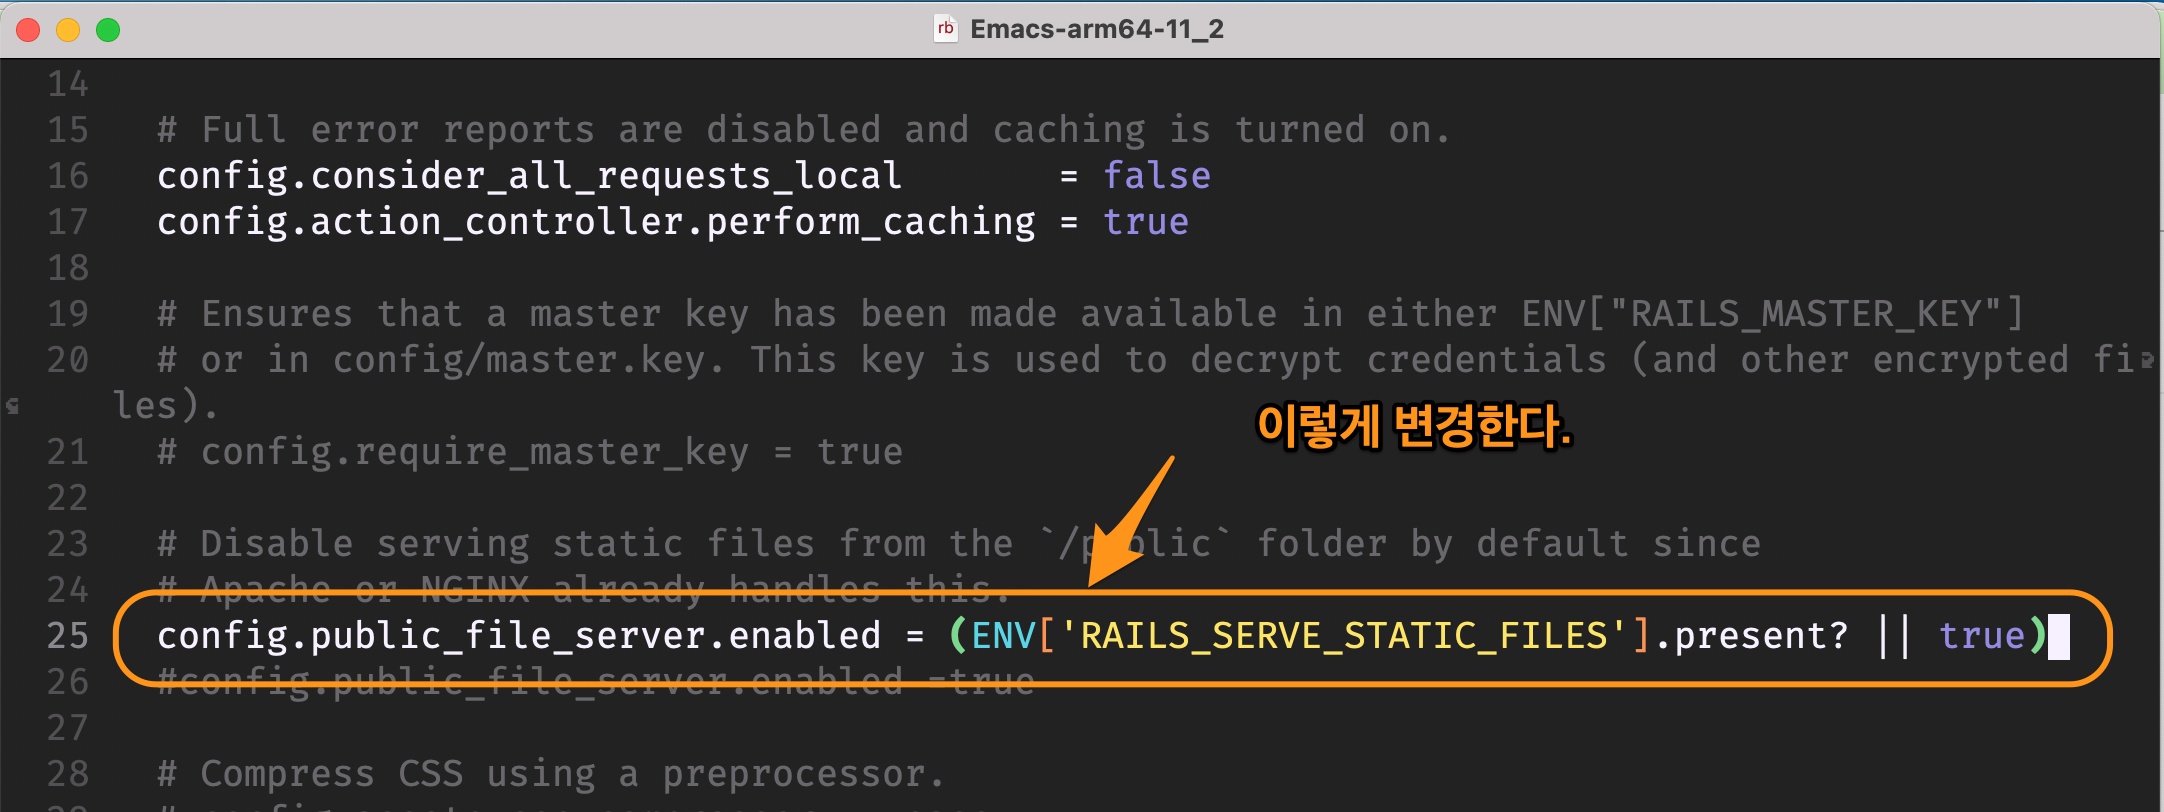 rb Emacs-arm64-11_2
14
15 # Full error reports are disabled and caching is turned on.
16 config.consider_all_requests_local = false
17 config.action_controller.perform_caching = true
18
19 # Ensures that a master key has been made available in either ENV["RAILS_MASTER_KEY"]
20 # or in config/master.key. This key is used to decrypt credentials (and other encrypted fi
les).
이렇게 변경한다.
21 # config.require_master_key = true
22
23 # Disable serving static files from the `/public` folder by default since
24 # Apache or NGINX already handles this.
25 config.public_file_server.enabled = (ENV['RAILS_SERVE_STATIC_FILES'].present? || true)
26 #config.public_file_server.enabled =true
27
28 # Compress CSS using a preprocessor.